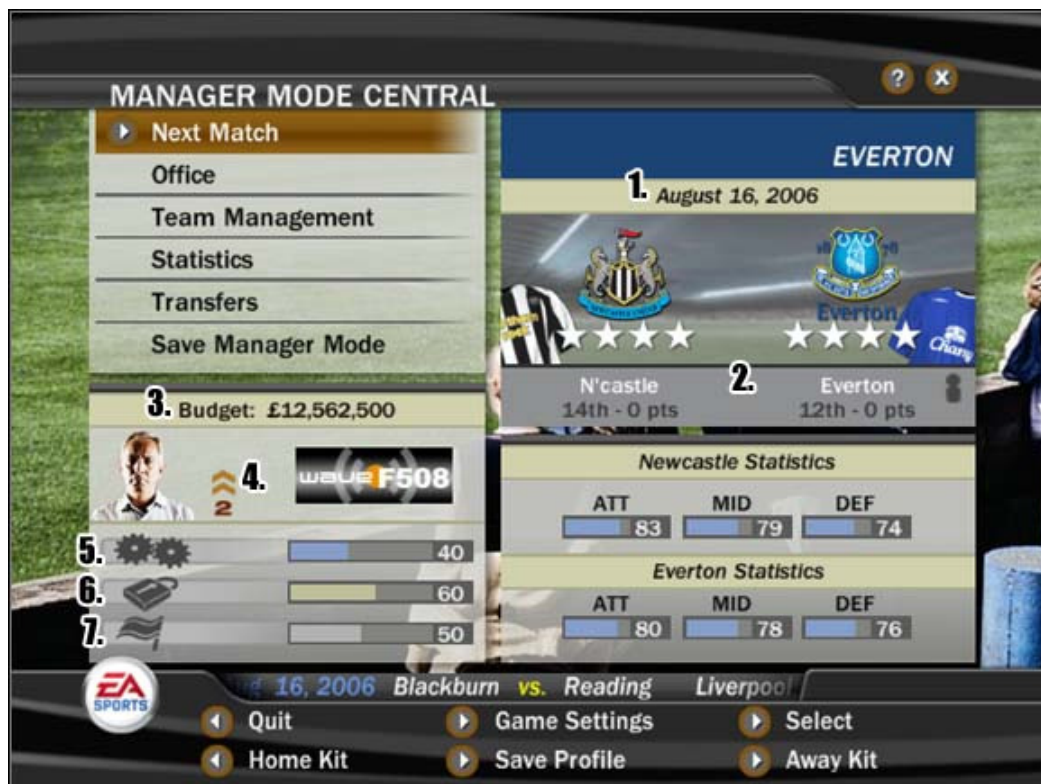 ? X
MANAGER MODE CENTRAL
Next Match
Office
Team Management
Statistics
Transfers
Save Manager Mode
EVERTON
1. August 16, 2006
Everton
Chang
2.
N'castle Everton
14th - 0 pts 12th - 0 pts
3. Budget: £12,562,500
4.
2
wave F508
5. 40
6. 60
7. 50
Newcastle Statistics
ATT MID DEF
83 79 74
Everton Statistics
ATT MID DEF
80 78 76
EA
SPORTS
16, 2006 Blackburn vs. Reading Liverpool
Quit Game Settings Select
Home Kit Save Profile Away Kit